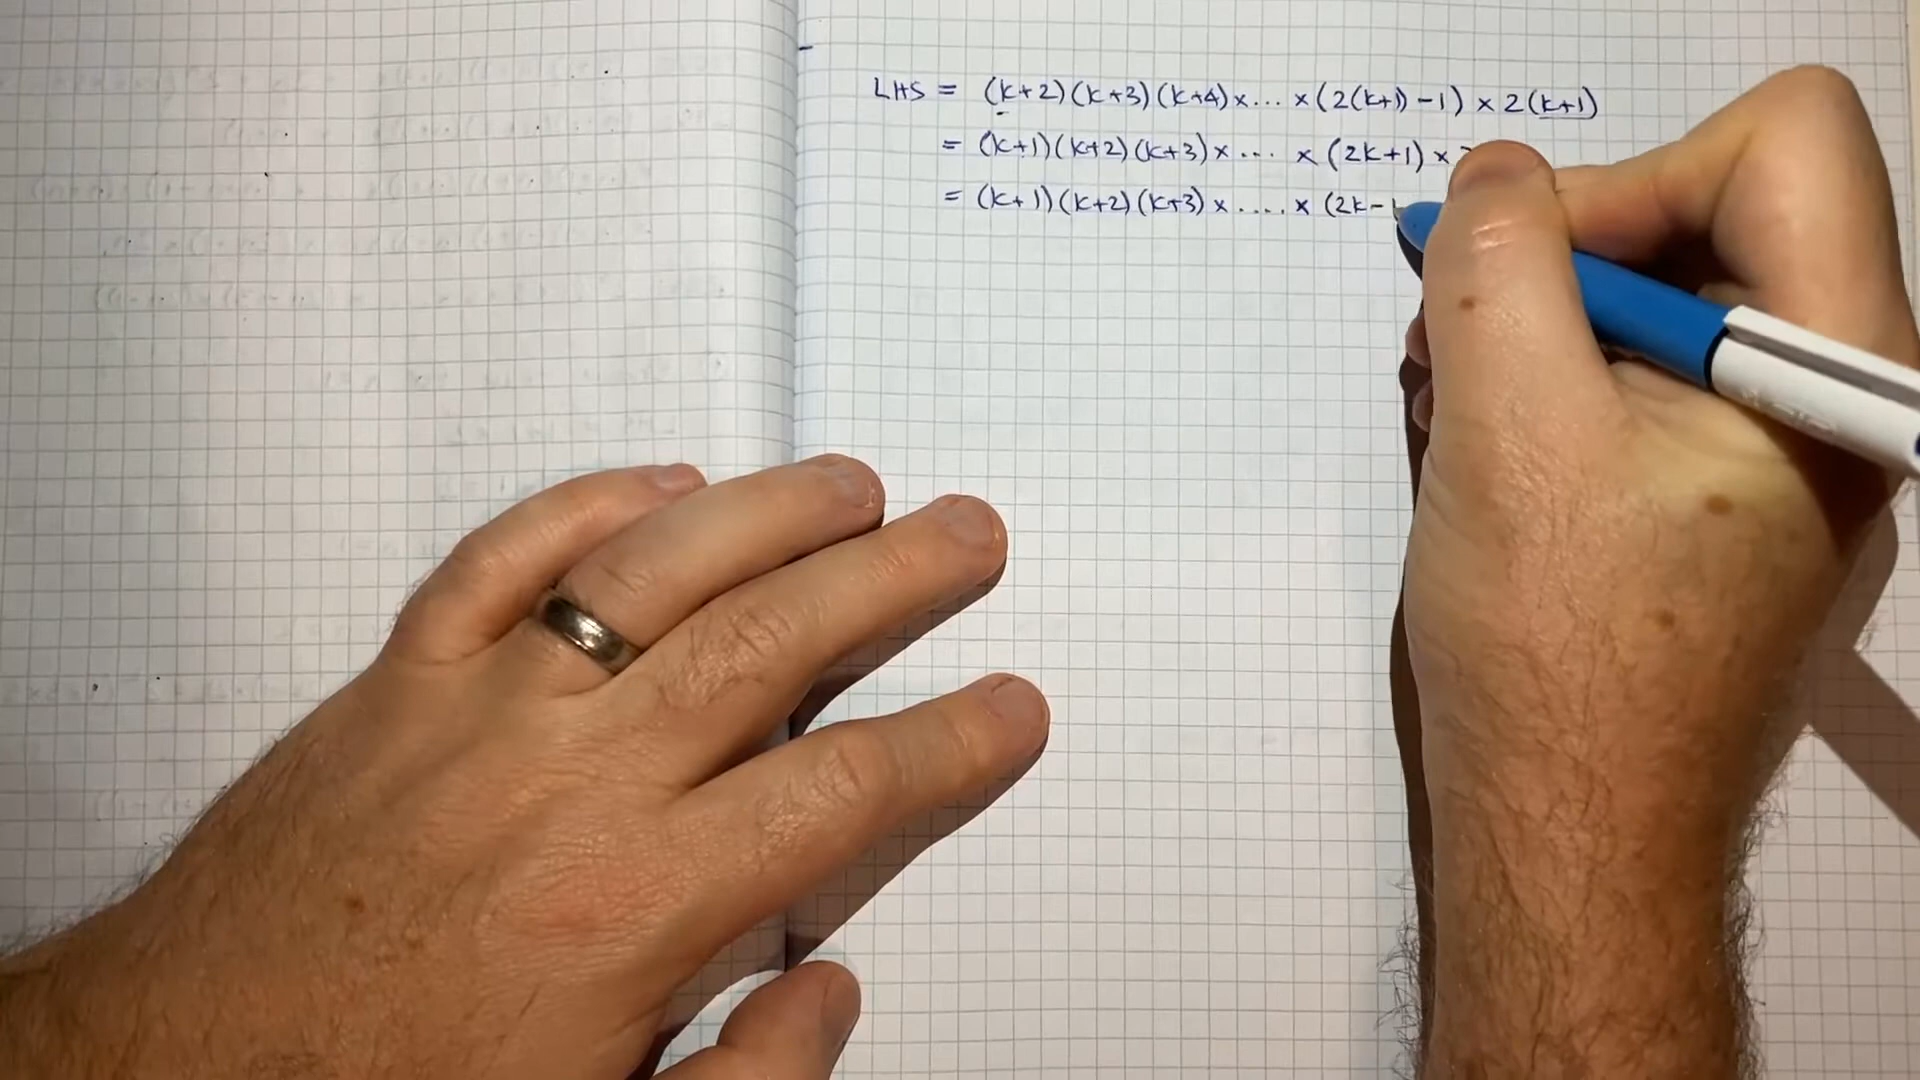 LHS = (k+2)(k+3)(k+4)×... ×(2(k+1)-1) × 2(k+1)
= (k+1)(k+2)(k+3)×.... ×(2k+1)×
= (k+1)(k+2)(k+3)×.....×(2k-